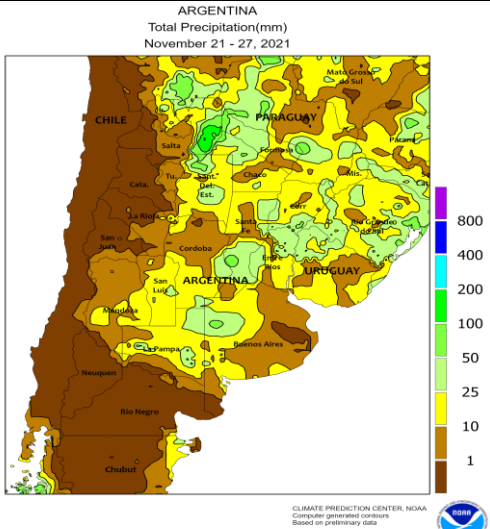 ARGENTINA
Total Precipitation(mm)
November 21 - 27, 2021
Mato Grosso
do Sul
CHILE
PARAGUAY
Parana
Salta
Formosa
Tu.
Sant.
Del.
Est.
Chaco
Mis.
Cata.
Corr
La Rioja
Santa
Fe
Rio Grande
do Sul
San
Juan
Cordoba
Entre
Rios
URUGUAY
San
Luis
ARGENTINA
Mendoza
La Pampa
Buenos Aires
Neuquen
Rio Negro
Chubut
800
400
200
100
50
25
10
1
CLIMATE PREDICTION CENTER, NOAA
Computer generated contours
Based on preliminary data
NOAA